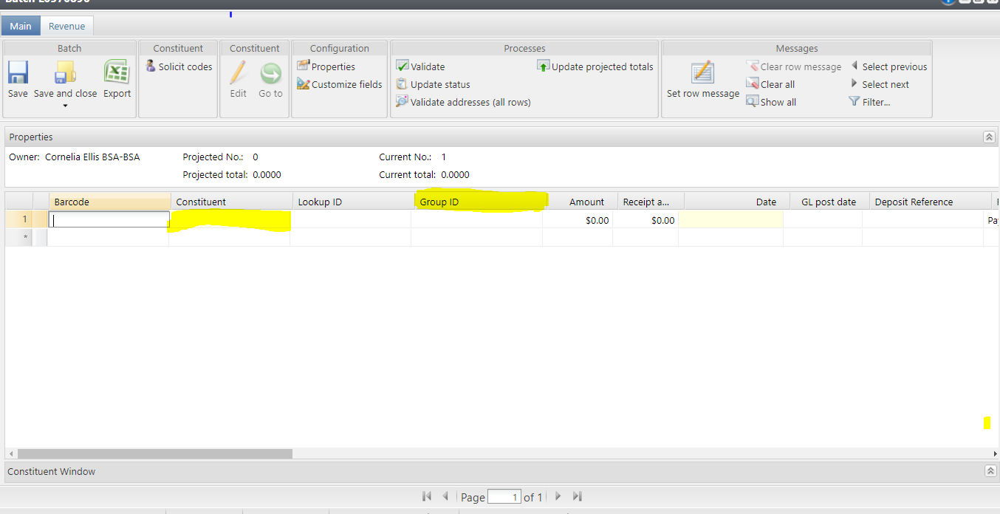 Main Revenue
Batch Constituent Constituent Configuration Processes Messages
Solicit codes Properties Validate Update projected totals Clear row message Select previous
Customize fields Update status Clear all Select next
Save Save and close Export Edit Go to Set row message
Validate addresses (all rows) Show all Filter...
Properties
Owner: Cornelia Ellis BSA-BSA Projected No.: 0 Current No.: 1
Projected total: 0.0000 Current total: 0.0000
Barcode Constituent Lookup ID Group ID Amount Receipt a... Date GL post date Deposit Reference
1 $0.00 $0.00 Pay
*
Constituent Window
Page 1 of 1